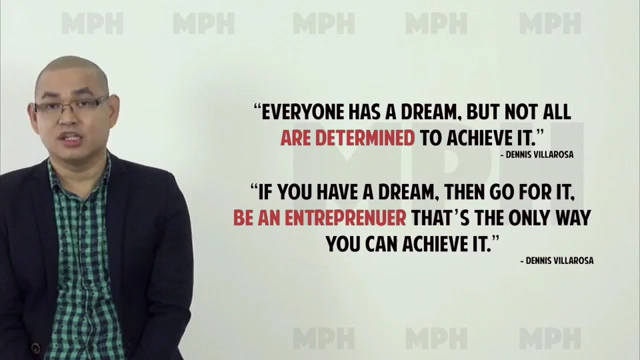 MPH MPH MPH MPH
“EVERYONE HAS A DREAM, BUT NOT ALL
ARE DETERMINED TO ACHIEVE IT.”
- DENNIS VILLAROSA
MPH
“IF YOU HAVE A DREAM, THEN GO FOR IT,
BE AN ENTREPRENUER THAT’S THE ONLY WAY
YOU CAN ACHIEVE IT.”
- DENNIS VILLAROSA
MPH MPH MPH